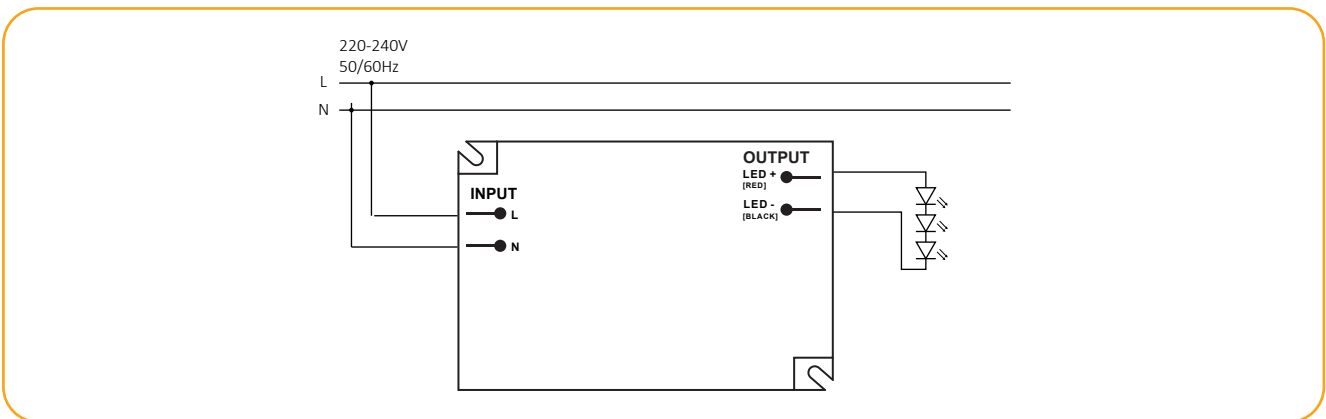 220-240V
50/60Hz
L
N
OUTPUT
LED +
[RED]
INPUT
LED -
[BLACK]
L
N